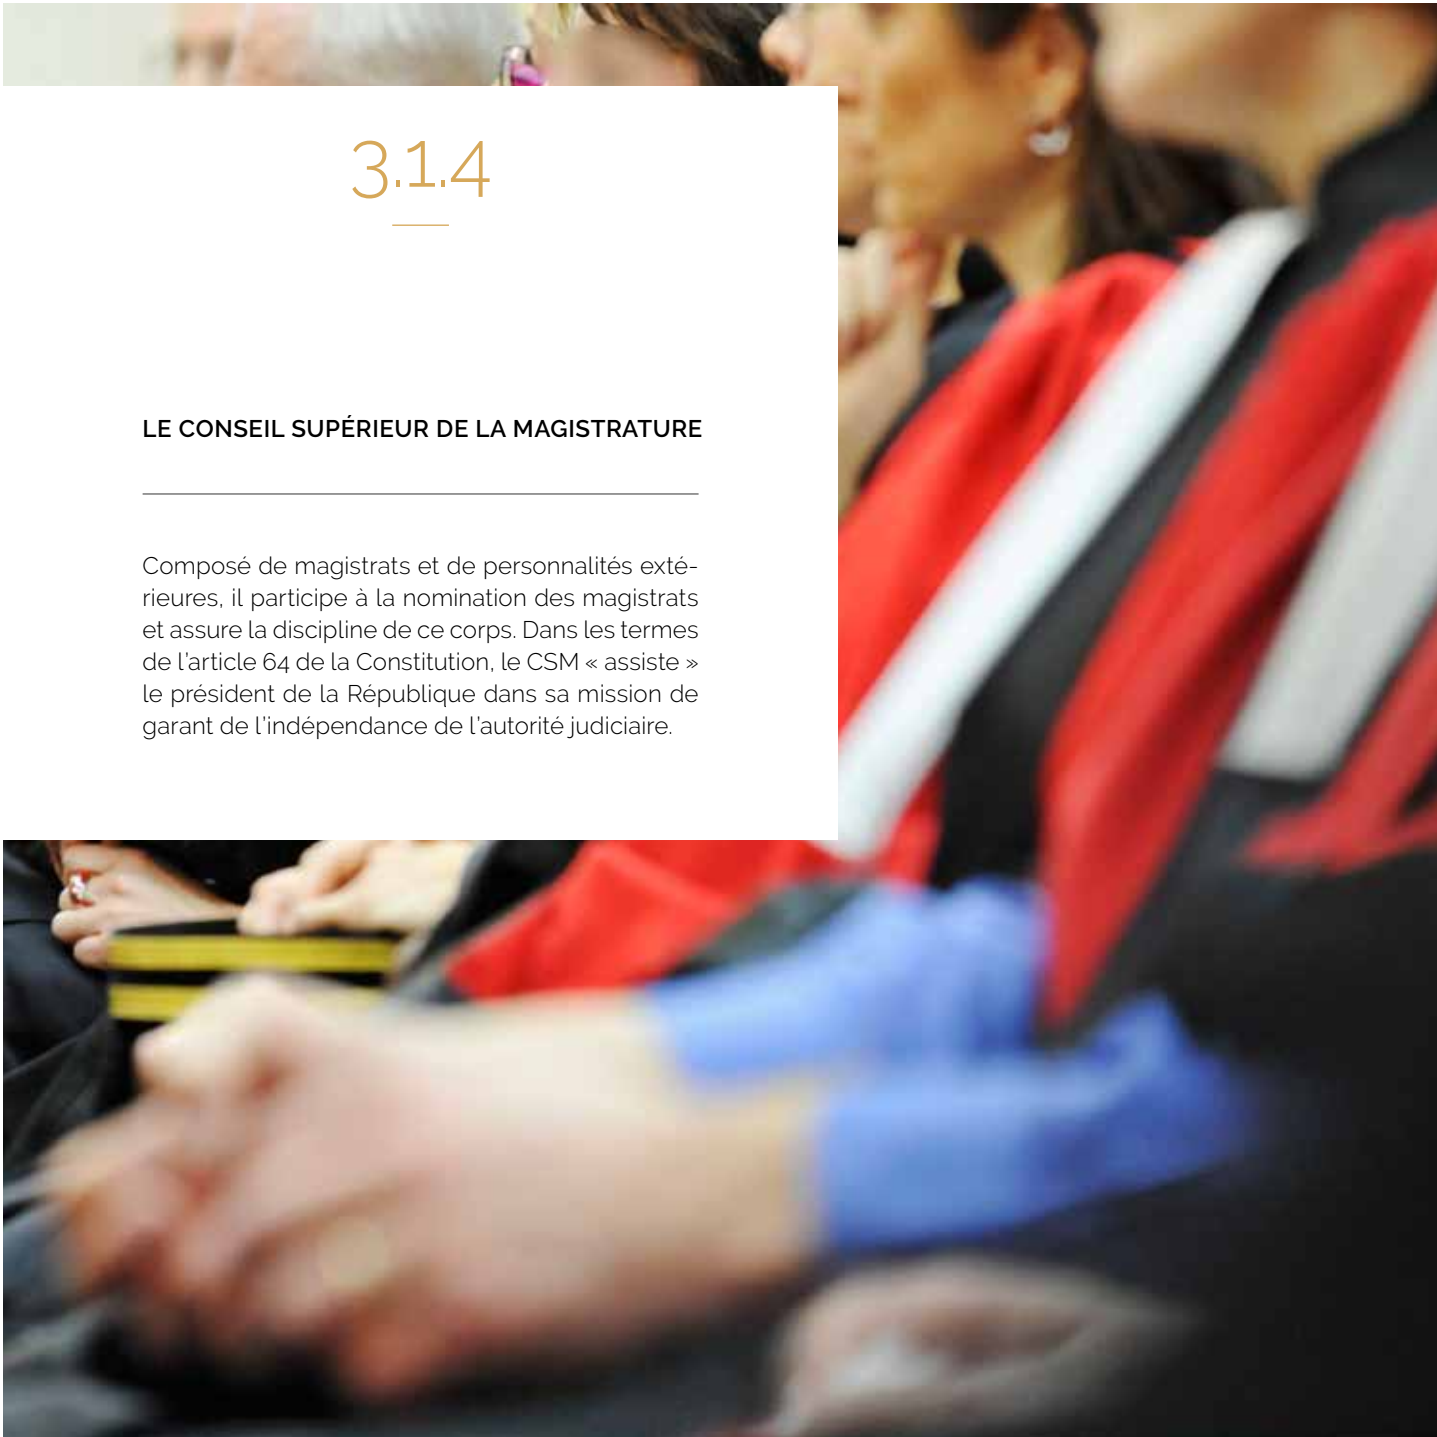 3.1.4
LE CONSEIL SUPÉRIEUR DE LA MAGISTRATURE
Composé de magistrats et de personnalités exté-
rieures, il participe à la nomination des magistrats
et assure la discipline de ce corps. Dans les termes
de l'article 64 de la Constitution, le CSM « assiste »
le président de la République dans sa mission de
garant de l'indépendance de l'autorité judiciaire.